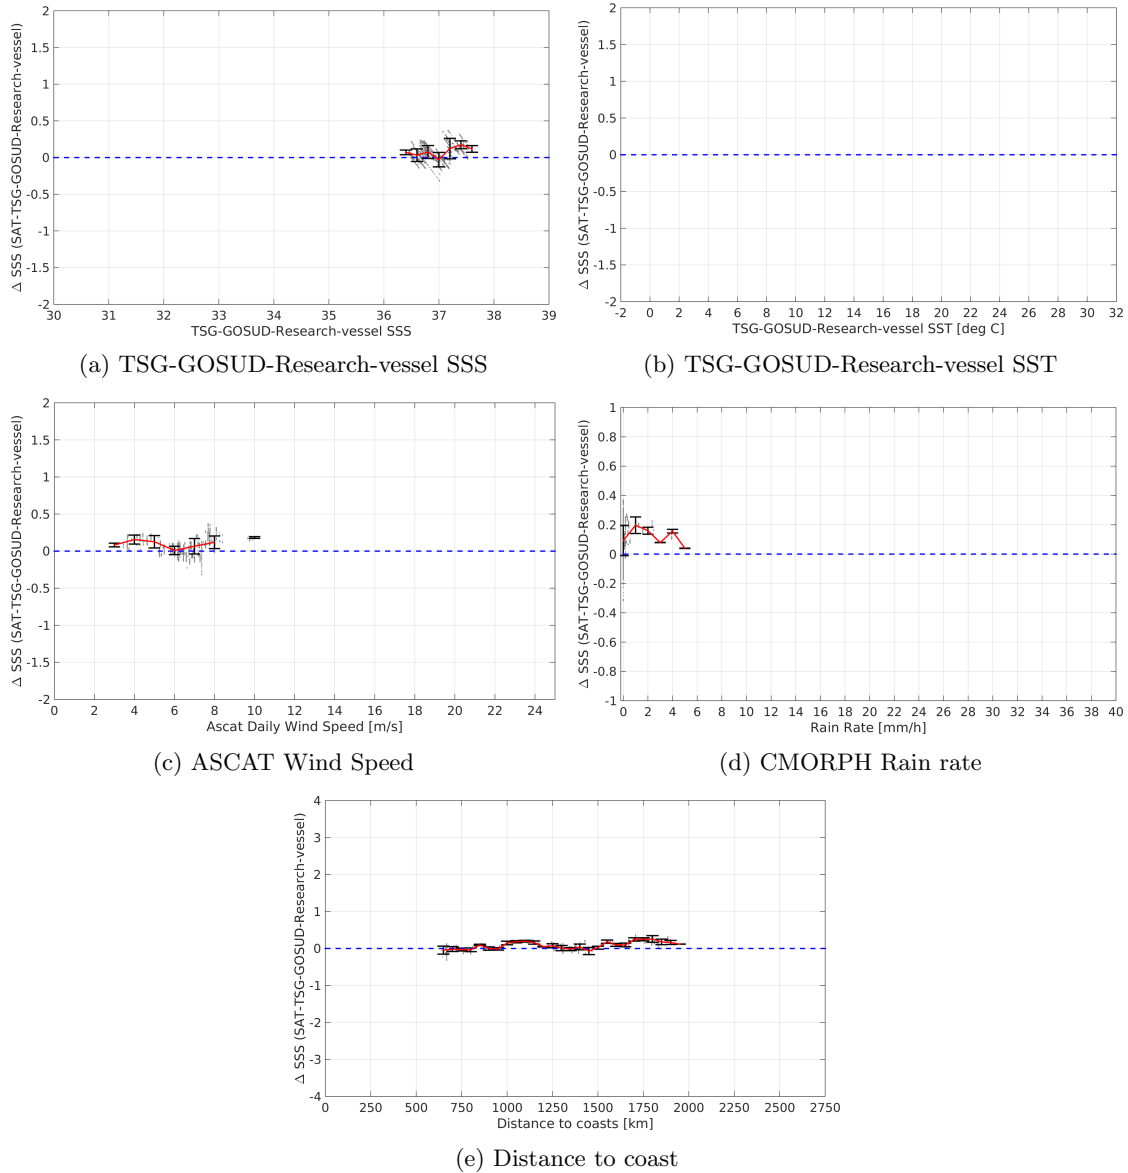 2
1.5
1
0.5
0
-0.5
-1
-1.5
-2
Δ SSS (SAT-TSG-GOSUD-Research-vessel)
30 31 32 33 34 35 36 37 38 39
TSG-GOSUD-Research-vessel SSS
(a) TSG-GOSUD-Research-vessel SSS
2
1.5
1
0.5
0
-0.5
-1
-1.5
-2
Δ SSS (SAT-TSG-GOSUD-Research-vessel)
-2 0 2 4 6 8 10 12 14 16 18 20 22 24 26 28 30 32
TSG-GOSUD-Research-vessel SST [deg C]
(b) TSG-GOSUD-Research-vessel SST
2
1.5
1
0.5
0
-0.5
-1
-1.5
-2
Δ SSS (SAT-TSG-GOSUD-Research-vessel)
0 2 4 6 8 10 12 14 16 18 20 22 24
Ascat Daily Wind Speed [m/s]
(c) ASCAT Wind Speed
1
0.8
0.6
0.4
0.2
0
-0.2
-0.4
-0.6
-0.8
-1
Δ SSS (SAT-TSG-GOSUD-Research-vessel)
0 2 4 6 8 10 12 14 16 18 20 22 24 26 28 30 32 34 36 38 40
Rain Rate [mm/h]
(d) CMORPH Rain rate
4
3
2
1
0
-1
-2
-3
-4
Δ SSS (SAT-TSG-GOSUD-Research-vessel)
0 250 500 750 1000 1250 1500 1750 2000 2250 2500 2750
Distance to coasts [km]
(e) Distance to coast